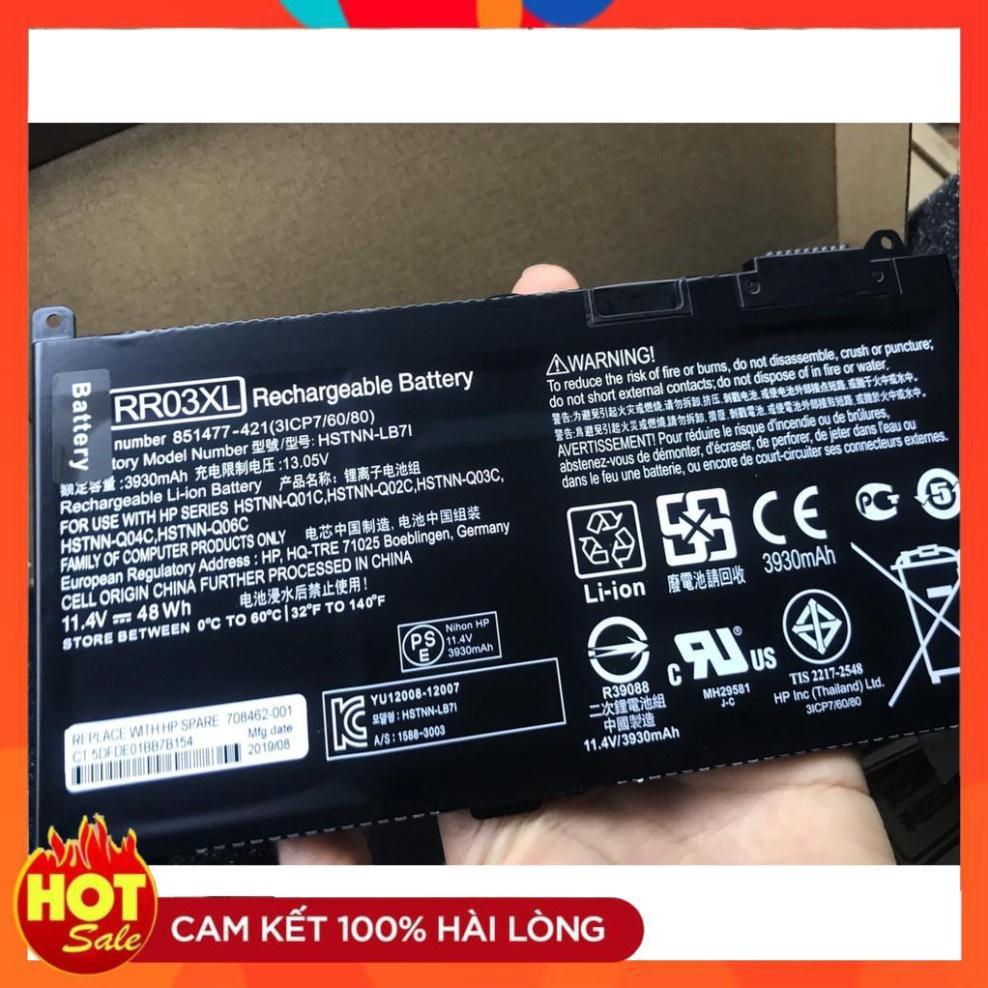 Battery
RR03XL Rechargeable Battery
number 851477-421(3ICP7/60/80)
tory Model Number 型號/型号: HSTNN-LB7I
額定容量:3930mAh 充电限制电压:13.05V
Rechargeable Li-ion Battery 产品名称: 锂离子电池组
FOR USE WITH HP SERIES HSTNN-Q01C,HSTNN-Q02C,HSTNN-Q03C,
HSTNN-Q04C,HSTNN-Q06C
FAMILY OF COMPUTER PRODUCTS ONLY 电芯中国制造, 电池中国组装
European Regulatory Address: HP, HQ-TRE 71025 Boeblingen, Germany
CELL ORIGIN CHINA FURTHER PROCESSED IN CHINA
11.4V 48 Wh 电池浸水后禁止使用!
STORE BETWEEN 0°C TO 60°C|32°F TO 140°F
PS E
Nihon HP
11.4V
3930mAh
REPLACE WITH HP SPARE 708462-001
CT 5DFDE01BB7B154 Mfg date
2019/08
YU12008-12007
모델명: HSTNN-LB7I
A/S: 1588-3003
WARNING!
To reduce the risk of fire or burns, do not disassemble, crush or puncture;
do not short external contacts; do not dispose of in fire or water.
AVERTISSEMENT! Pour réduire le risque d'incendie ou de brûlures,
abstenez-vous de démonter, d'écraser, de perforer, de jeter dans l'eau ou dans
le feu une batterie, ou encore de court-circuiter ses connecteurs externes.
Li-ion
廢電池請回收
CE
3930mAh
5
R39088
二次鋰電池組
中國製造
11.4V/3930mAh
c RU US
MH29581
J-C
TIS 2217-2548
HP Inc (Thailand) Ltd.
3ICP7/60/80
HOT
Sale
CAM KẾT 100% HÀI LÒNG